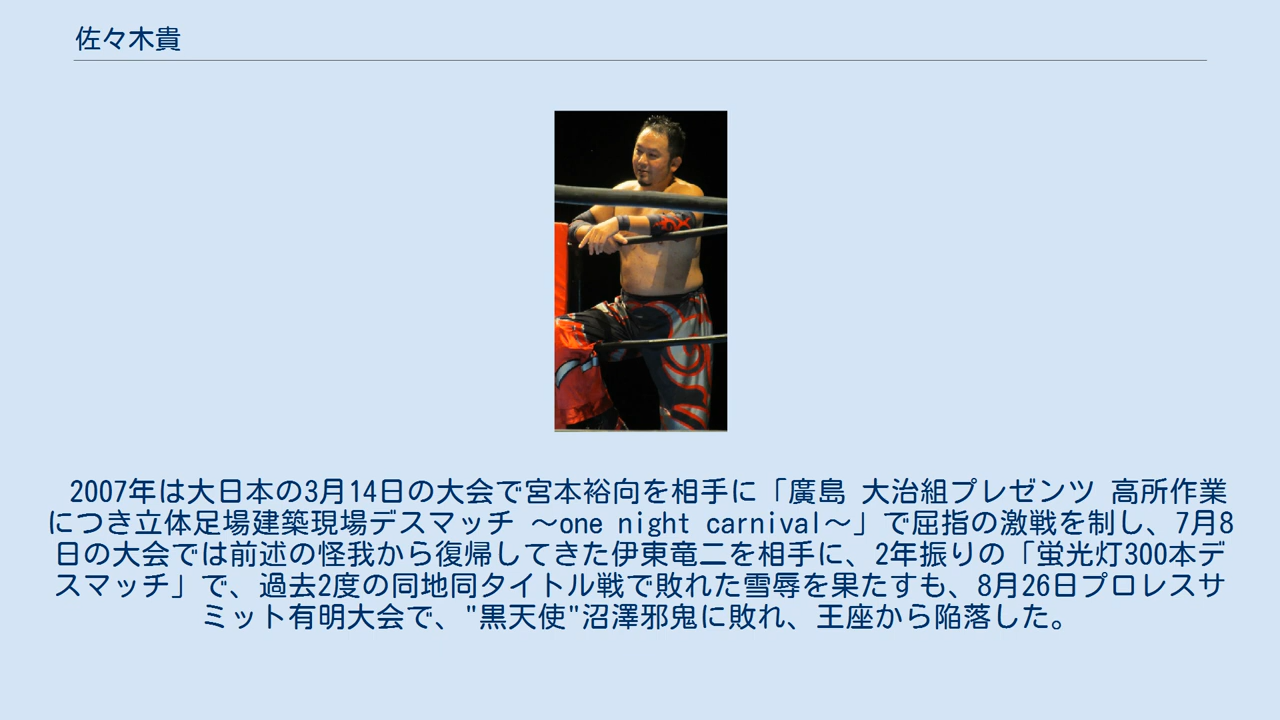 佐々木貴
2007年は大日本の3月14日の大会で宮本裕向を相手に「廣島 大治組プレゼンツ 高所作業
につき立体足場建築現場デスマッチ ～one night carnival～」で屈指の激戦を制し、7月8
日の大会では前述の怪我から復帰してきた伊東竜二を相手に、2年振りの「蛍光灯300本デ
スマッチ」で、過去2度の同地同タイトル戦で敗れた雪辱を果たすも、8月26日プロレスサ
ミット有明大会で、"黒天使"沼澤邪鬼に敗れ、王座から陥落した。